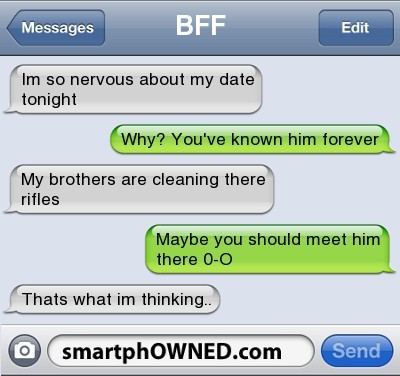 Messages
BFF
Edit
Im so nervous about my date
tonight
Why? You've known him forever
My brothers are cleaning there
rifles
Maybe you should meet him
there 0-O
Thats what im thinking..
smartphOWNED.com
Send